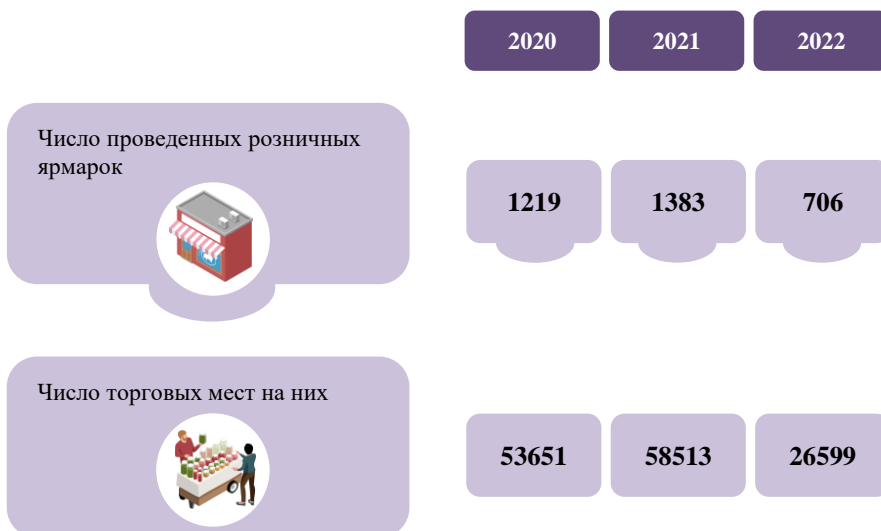 2020 2021 2022
Число проведенных розничных
ярмарок
1219 1383 706
Число торговых мест на них
53651 58513 26599